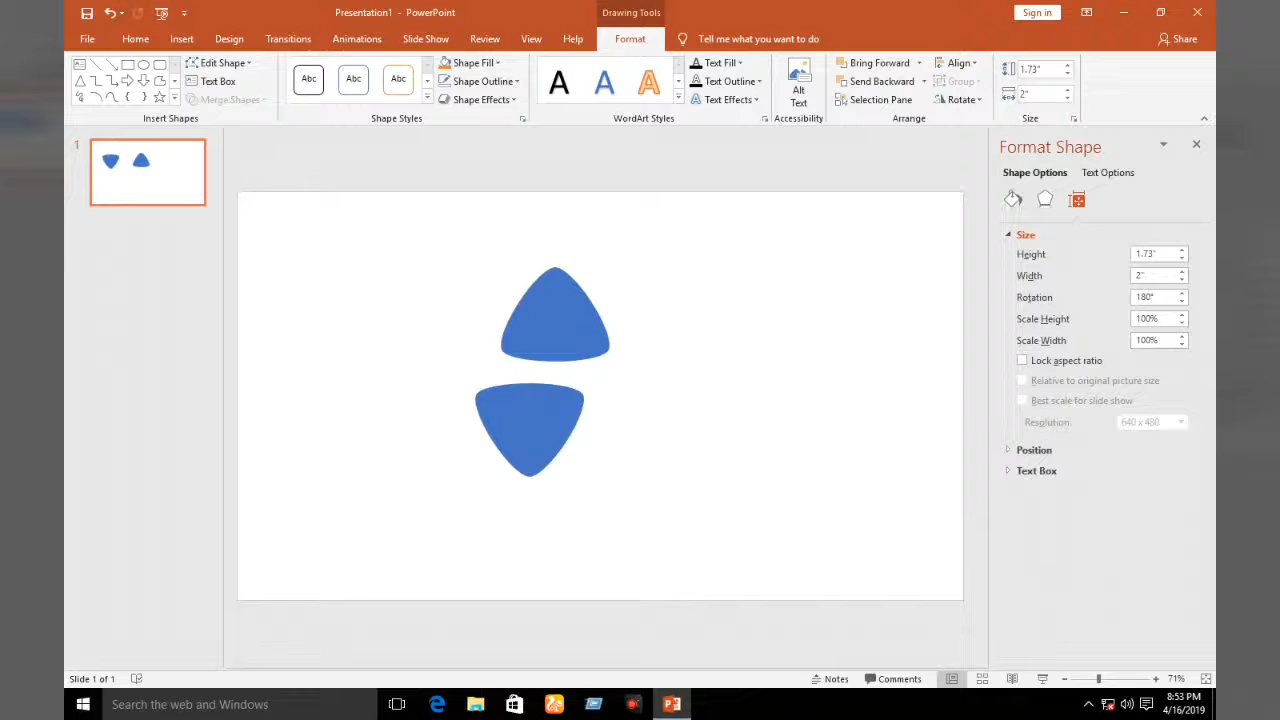 Presentation1 - PowerPoint
Drawing Tools
Sign in
File Home Insert Design Transitions Animations Slide Show Review View Help Format Tell me what you want to do Share
Edit Shape
Text Box
Merge Shapes
Insert Shapes
Abc Abc Abc
Shape Fill
Shape Outline
Shape Effects
Shape Styles
A A A
Text Fill
Text Outline
Text Effects
WordArt Styles
Alt
Text
Accessibility
Bring Forward
Send Backward
Selection Pane
Align
Group
Rotate
Arrange
1.73"
2"
Size
1
Format Shape
Shape Options Text Options
Size
Height 1.73"
Width 2"
Rotation 180°
Scale Height 100%
Scale Width 100%
Lock aspect ratio
Relative to original picture size
Best scale for slide show
Resolution 640 x 480
Position
Text Box
Slide 1 of 1
Notes Comments 71%
Search the web and Windows
8:53 PM
4/16/2019